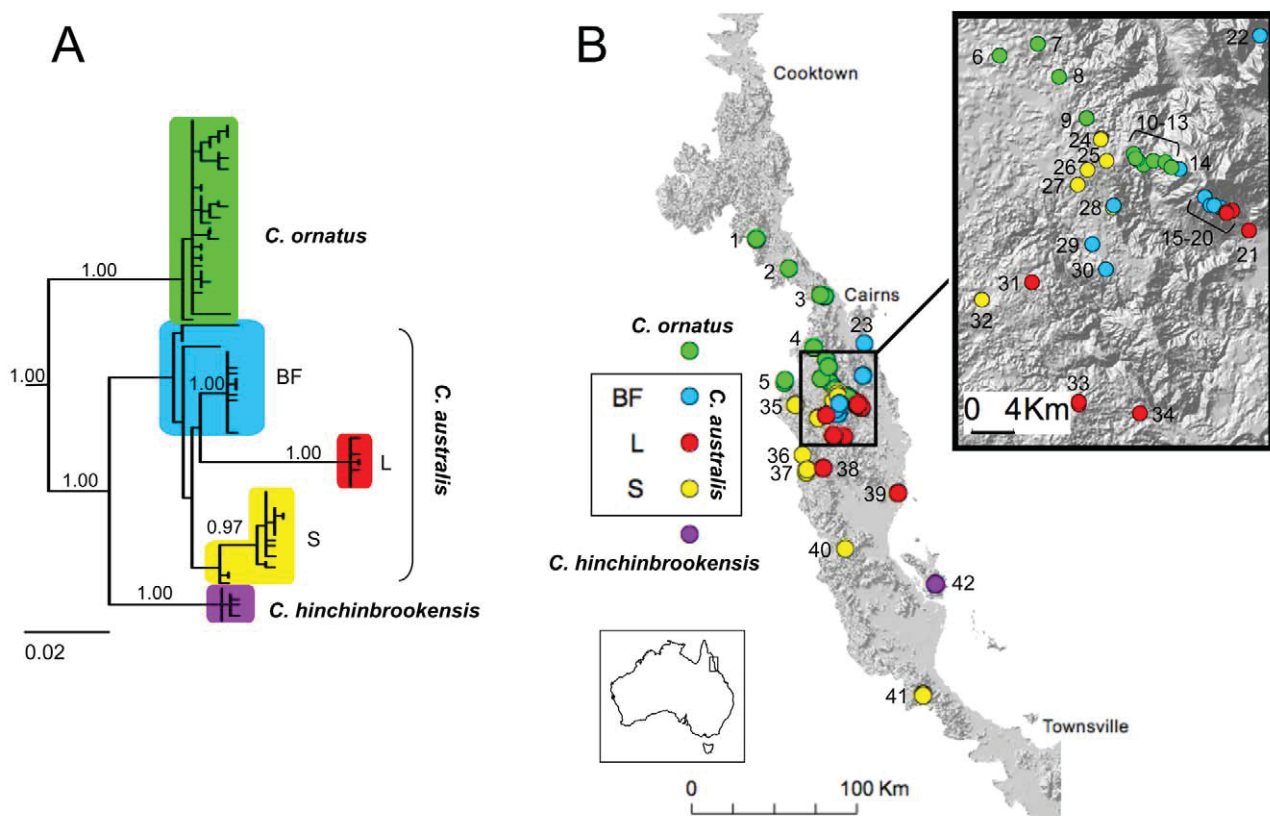 A
C. ornatus
1.00
BF
1.00
1.00
L
1.00
C. australis
1.00
0.97
S
1.00
C. hinchinbrookensis
0.02
B
Cooktown
1
2
3
Cairns
4
23
5
35
36
37
38
39
40
42
41
Townsville
C. ornatus
BF
L
S
C. australis
C. hinchinbrookensis
0 100 Km
22
7
6
8
9
10-13
24
25
14
26
27
28
15-20
21
29
30
31
32
33
34
0 4Km